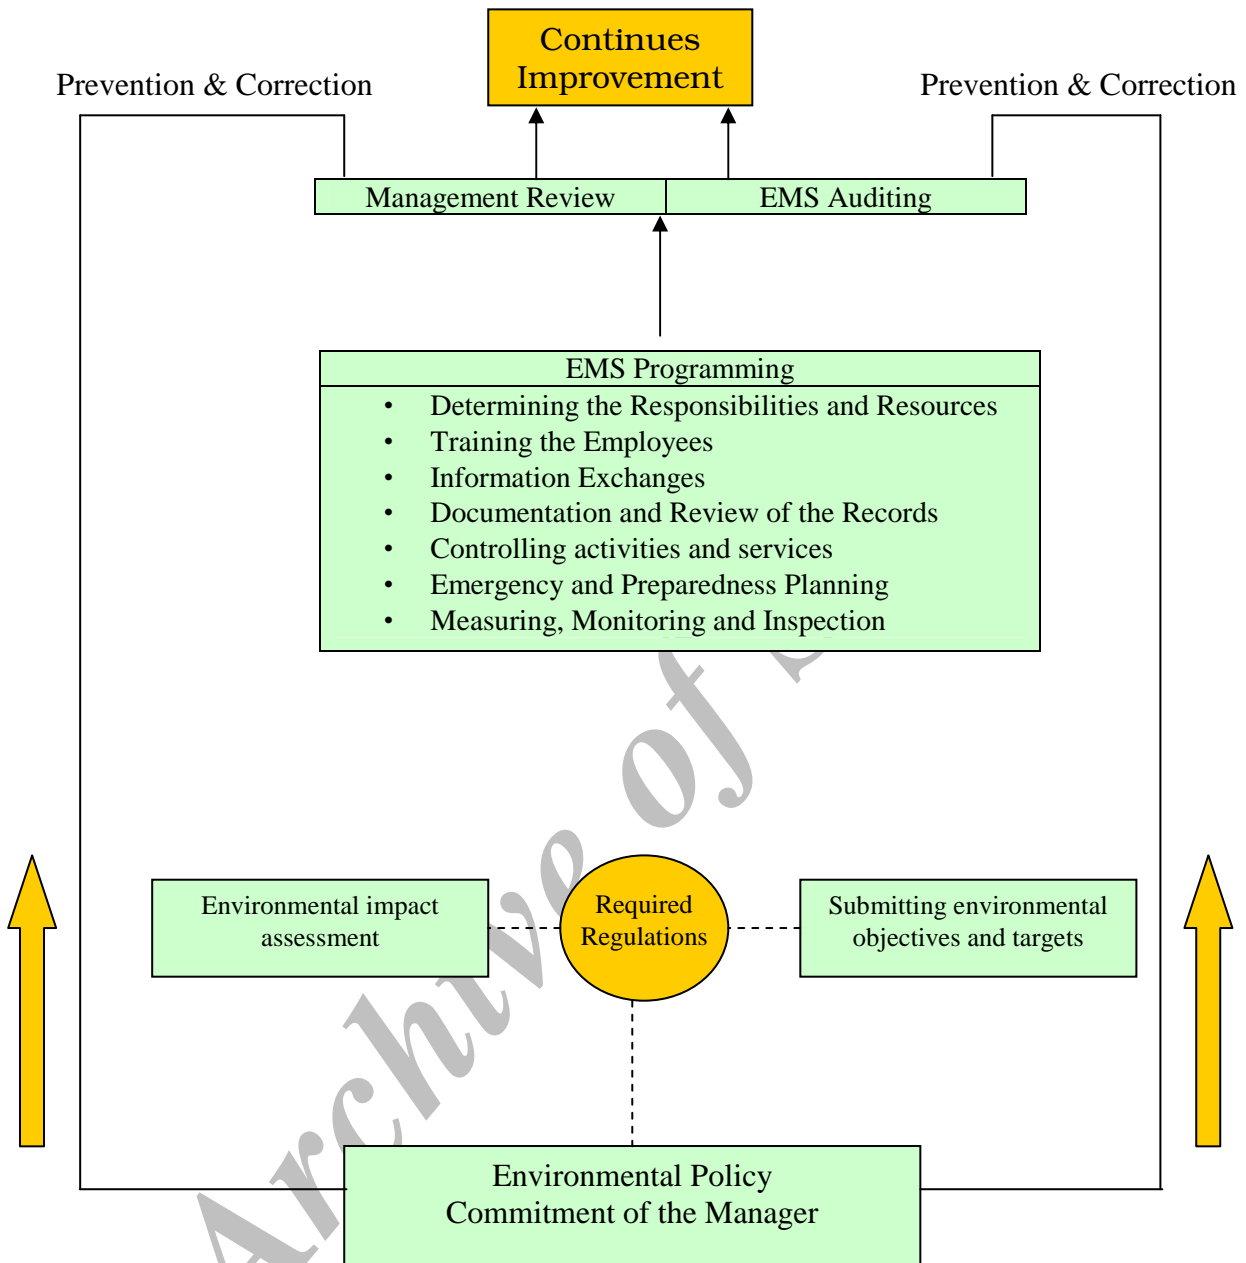 Continues
Improvement
Prevention & Correction
Prevention & Correction
Management Review
EMS Auditing
EMS Programming
• Determining the Responsibilities and Resources
• Training the Employees
• Information Exchanges
• Documentation and Review of the Records
• Controlling activities and services
• Emergency and Preparedness Planning
• Measuring, Monitoring and Inspection
Environmental impact
assessment
Required
Regulations
Submitting environmental
objectives and targets
Environmental Policy
Commitment of the Manager
Archive of